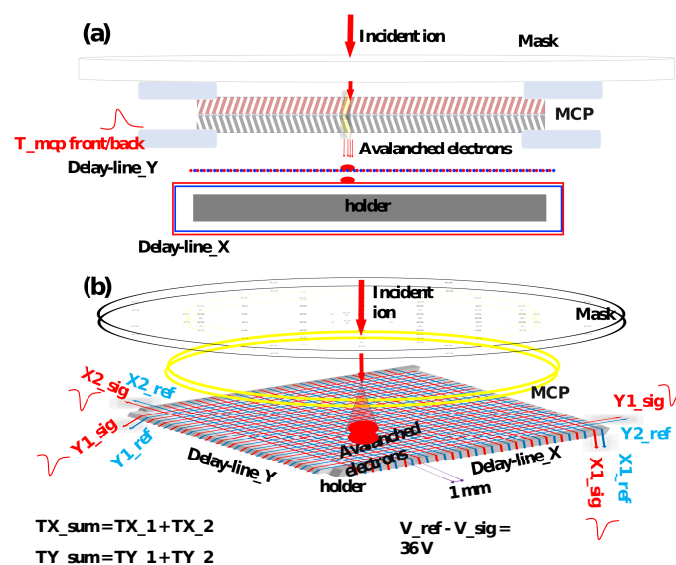 (a)
Incident ion
Mask
MCP
T_mcp front/back
Avalanched electrons
Delay-line_Y
holder
Delay-line_X
(b)
Incident
ion
Mask
X2_sig
X2_ref
MCP
Y1_sig
Y1_sig
Y1_ref
Y2_ref
Avalanched
electrons
Delay-line_Y
Delay-line_X
holder
1 mm
X1_sig
X1_ref
TX_sum=TX_1+TX_2
V_ref - V_sig =
36 V
TY_sum=TY_1+TY_2